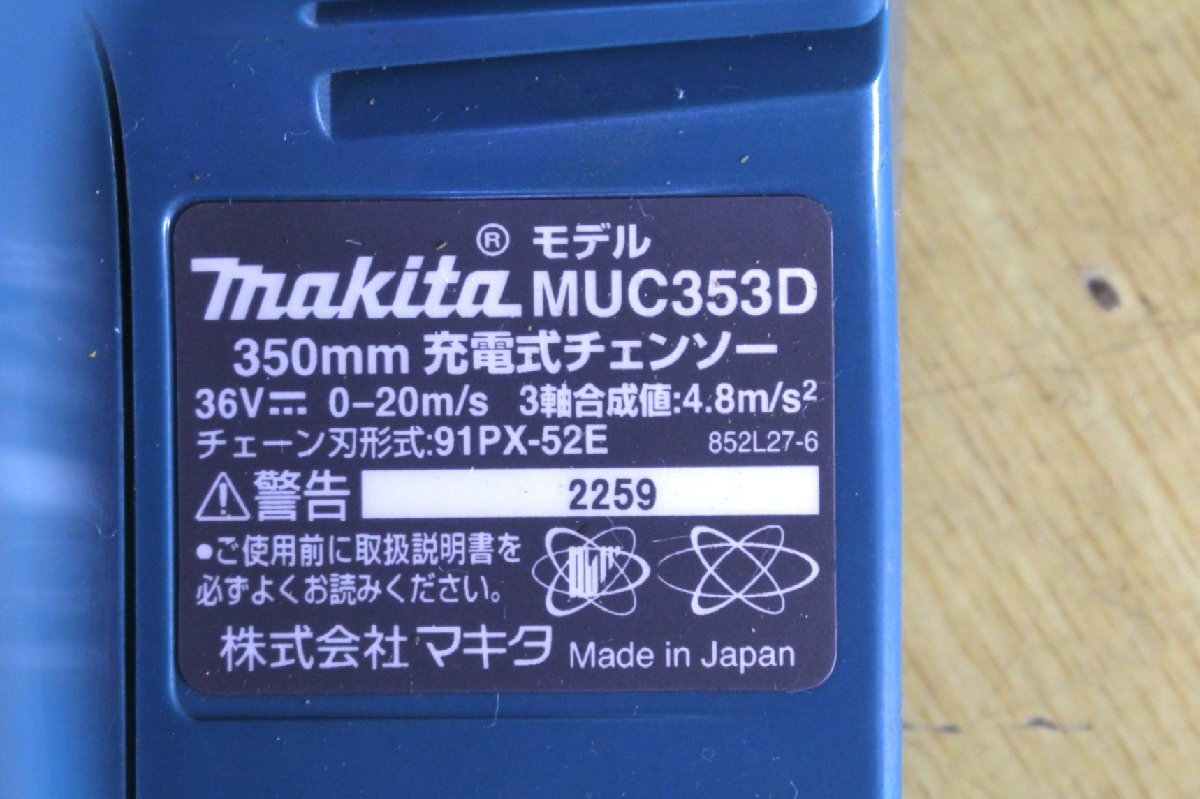 ® モデル
makita MUC353D
350mm 充電式チェンソー
36V⎓ 0-20m/s 3軸合成値:4.8m/s²
チェーン刃形式:91PX-52E 852L27-6
⚠警告 2259
●ご使用前に取扱説明書を
必ずよくお読みください。
株式会社マキタ Made in Japan